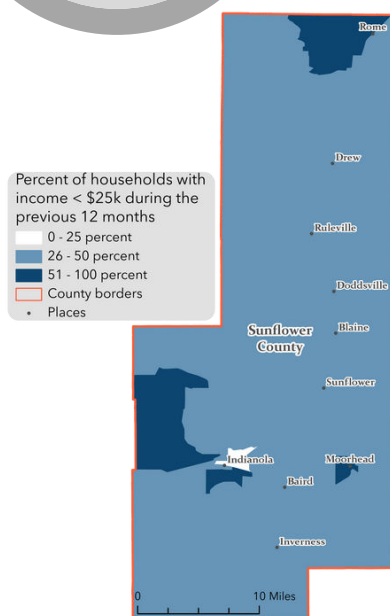 Rome
Drew
Percent of households with
income < $25k during the
previous 12 months
0 - 25 percent
26 - 50 percent
51 - 100 percent
County borders
Places
Ruleville
Doddsville
Blaine
Sunflower
County
Sunflower
Indianola
Moorhead
Baird
Inverness
0 10 Miles